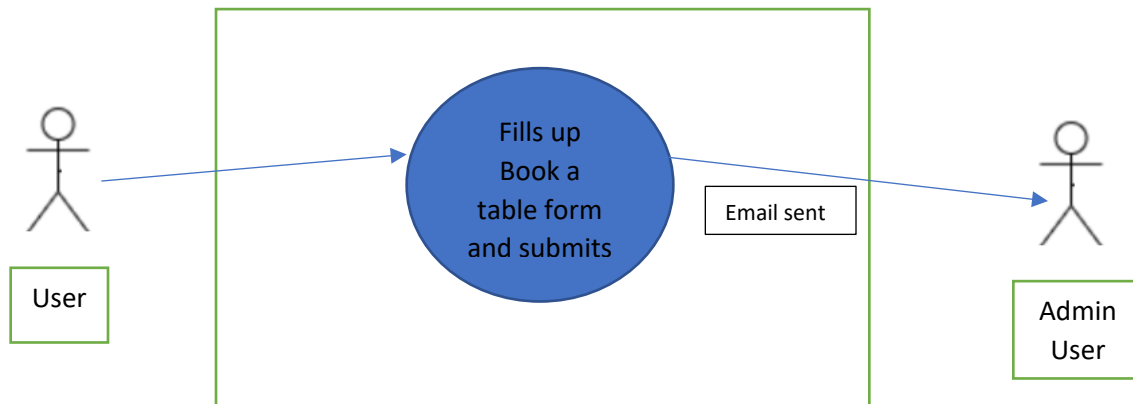 Fills up
Book a
table form
and submits
Email sent
User
Admin
User